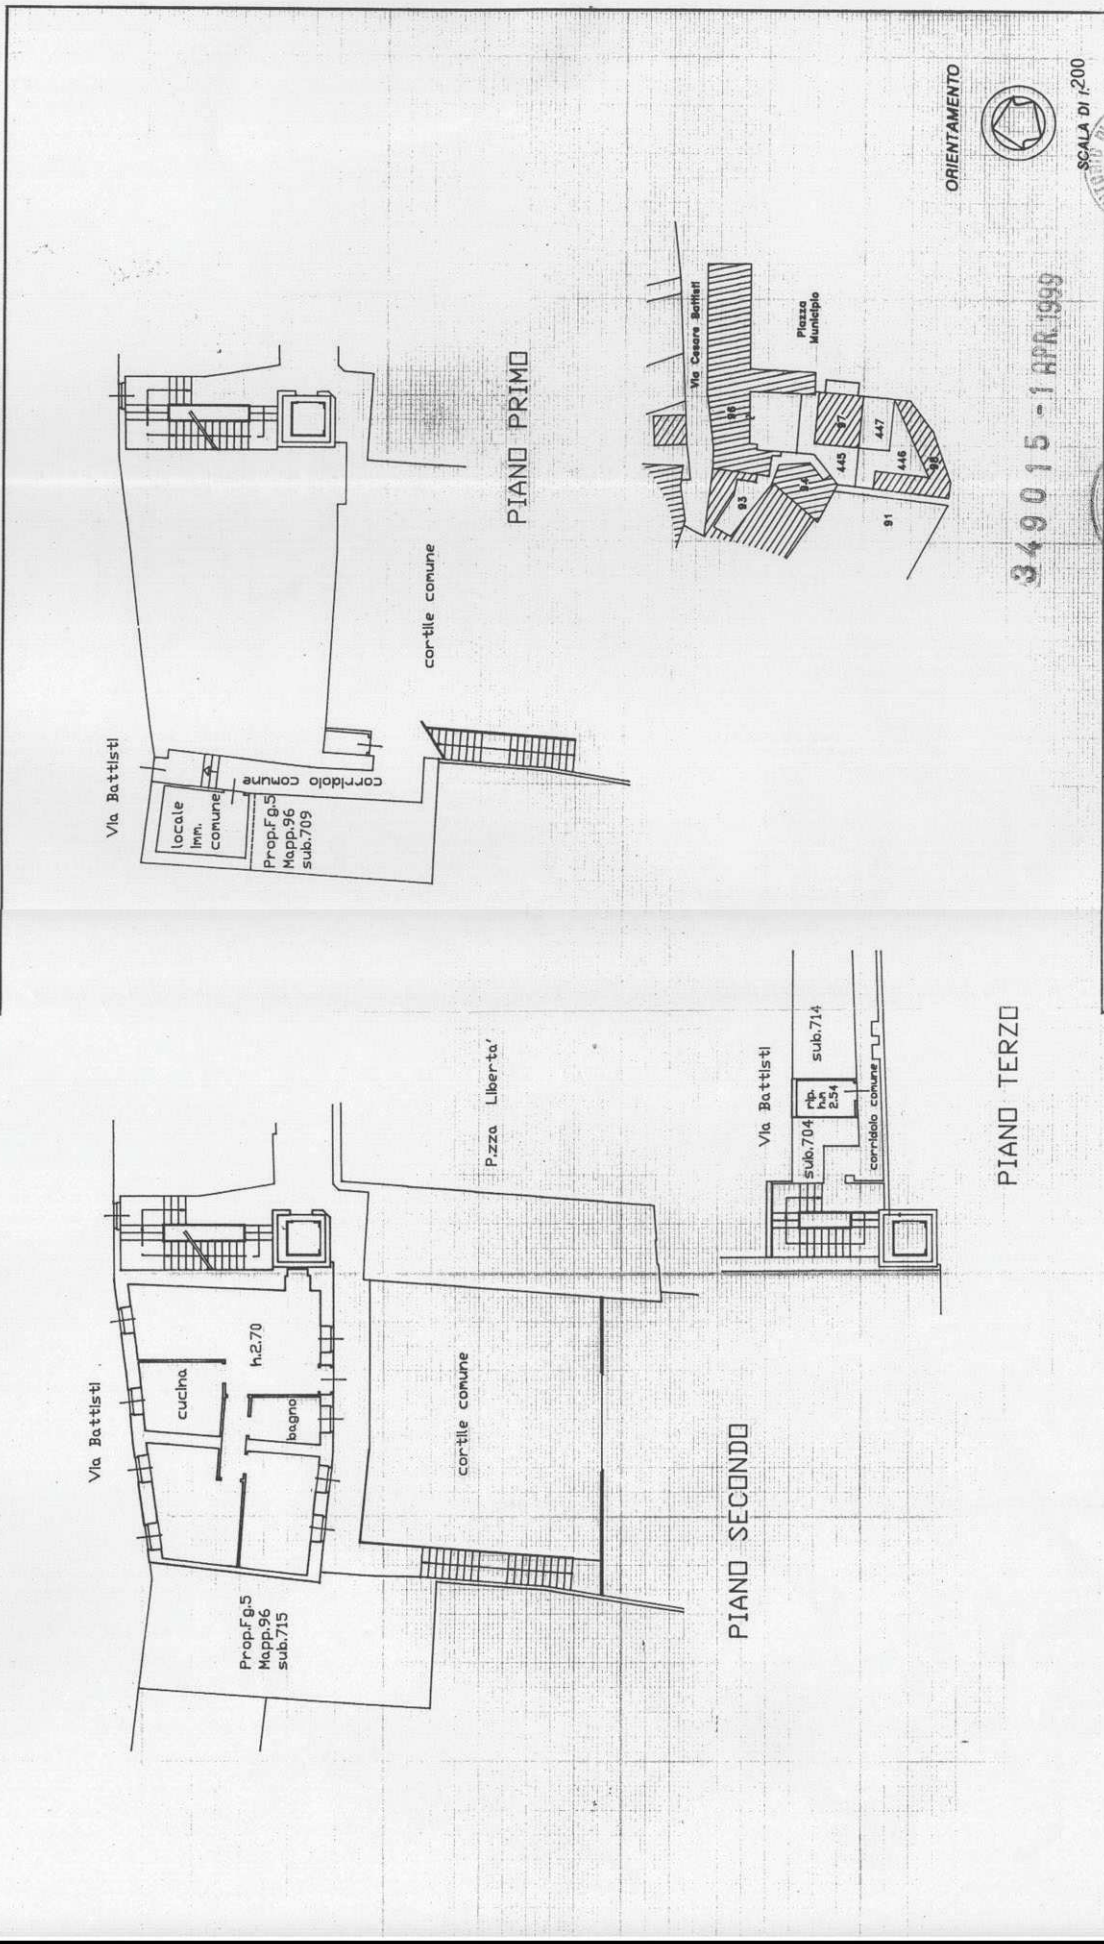 PIANO SECONDO
Via Battisti
cucina
h.2.70
bagno
Prop.Fg.5
Mapp.96
sub.715
cortile comune
P.zza Liberta'
PIANO TERZO
Via Battisti
sub.704
rip.
h.m
2.54
sub.714
corridoio comune
PIANO PRIMO
Via Battisti
locale
imm.
comune
corridoio comune
Prop.Fg.5
Mapp.96
sub.709
cortile comune
Via Cesare Battisti
Piazza
Municipio
96
93
94
97
445
447
446
98
91
ORIENTAMENTO
SCALA DI 1:200
349015 - 1 APR. 1999